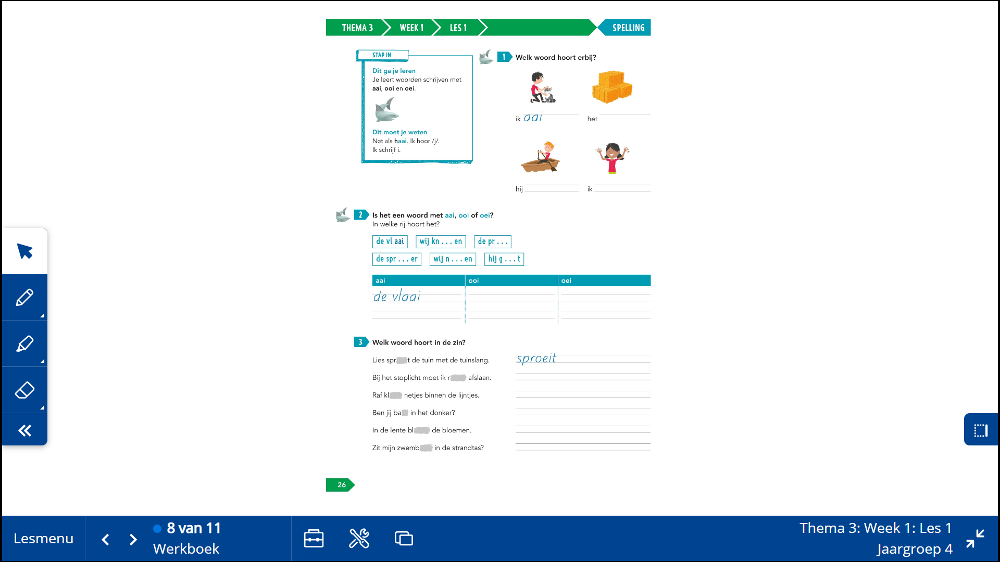 THEMA 3 WEEK 1 LES 1 SPELLING
STAP IN
Dit ga je leren
Je leert woorden schrijven met
aai, ooi en oei.
Dit moet je weten
Net als haai. Ik hoor /j/.
Ik schrijf i.
1 Welk woord hoort erbij?
ik aai
het
hij
ik
2 Is het een woord met aai, ooi of oei?
In welke rij hoort het?
de vl aai wij kn . . . en de pr . . .
de spr . . . er wij n . . . en hij g . . . t
aai ooi oei
de vlaai
3 Welk woord hoort in de zin?
Lies spr t de tuin met de tuinslang. sproeit
Bij het stoplicht moet ik r afslaan.
Raf kl netjes binnen de lijntjes.
Ben jij ba in het donker?
In de lente bl de bloemen.
Zit mijn zwemb in de strandtas?
26
Lesmenu
8 van 11
Werkboek
Thema 3: Week 1: Les 1
Jaargroep 4